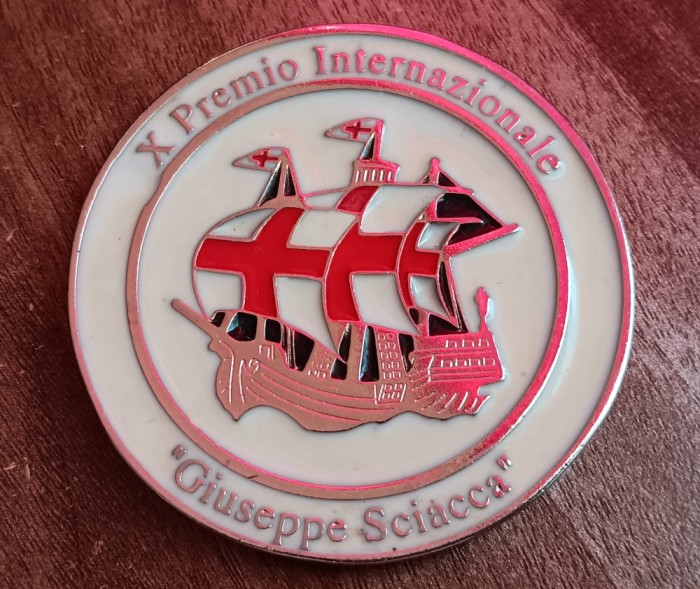 X Premio Internazionale
"Giuseppe Sciacca"